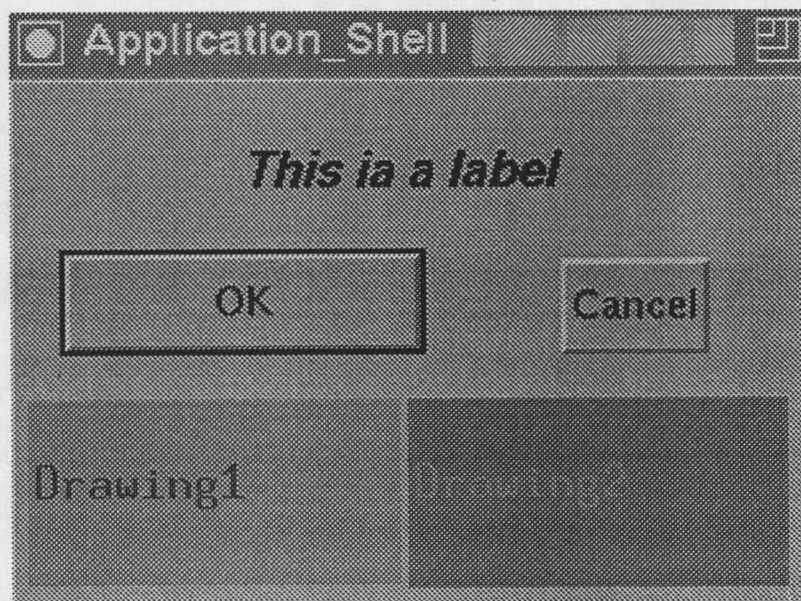 Application_Shell
This ia a label
OK Cancel
Drawing1 Drawing2